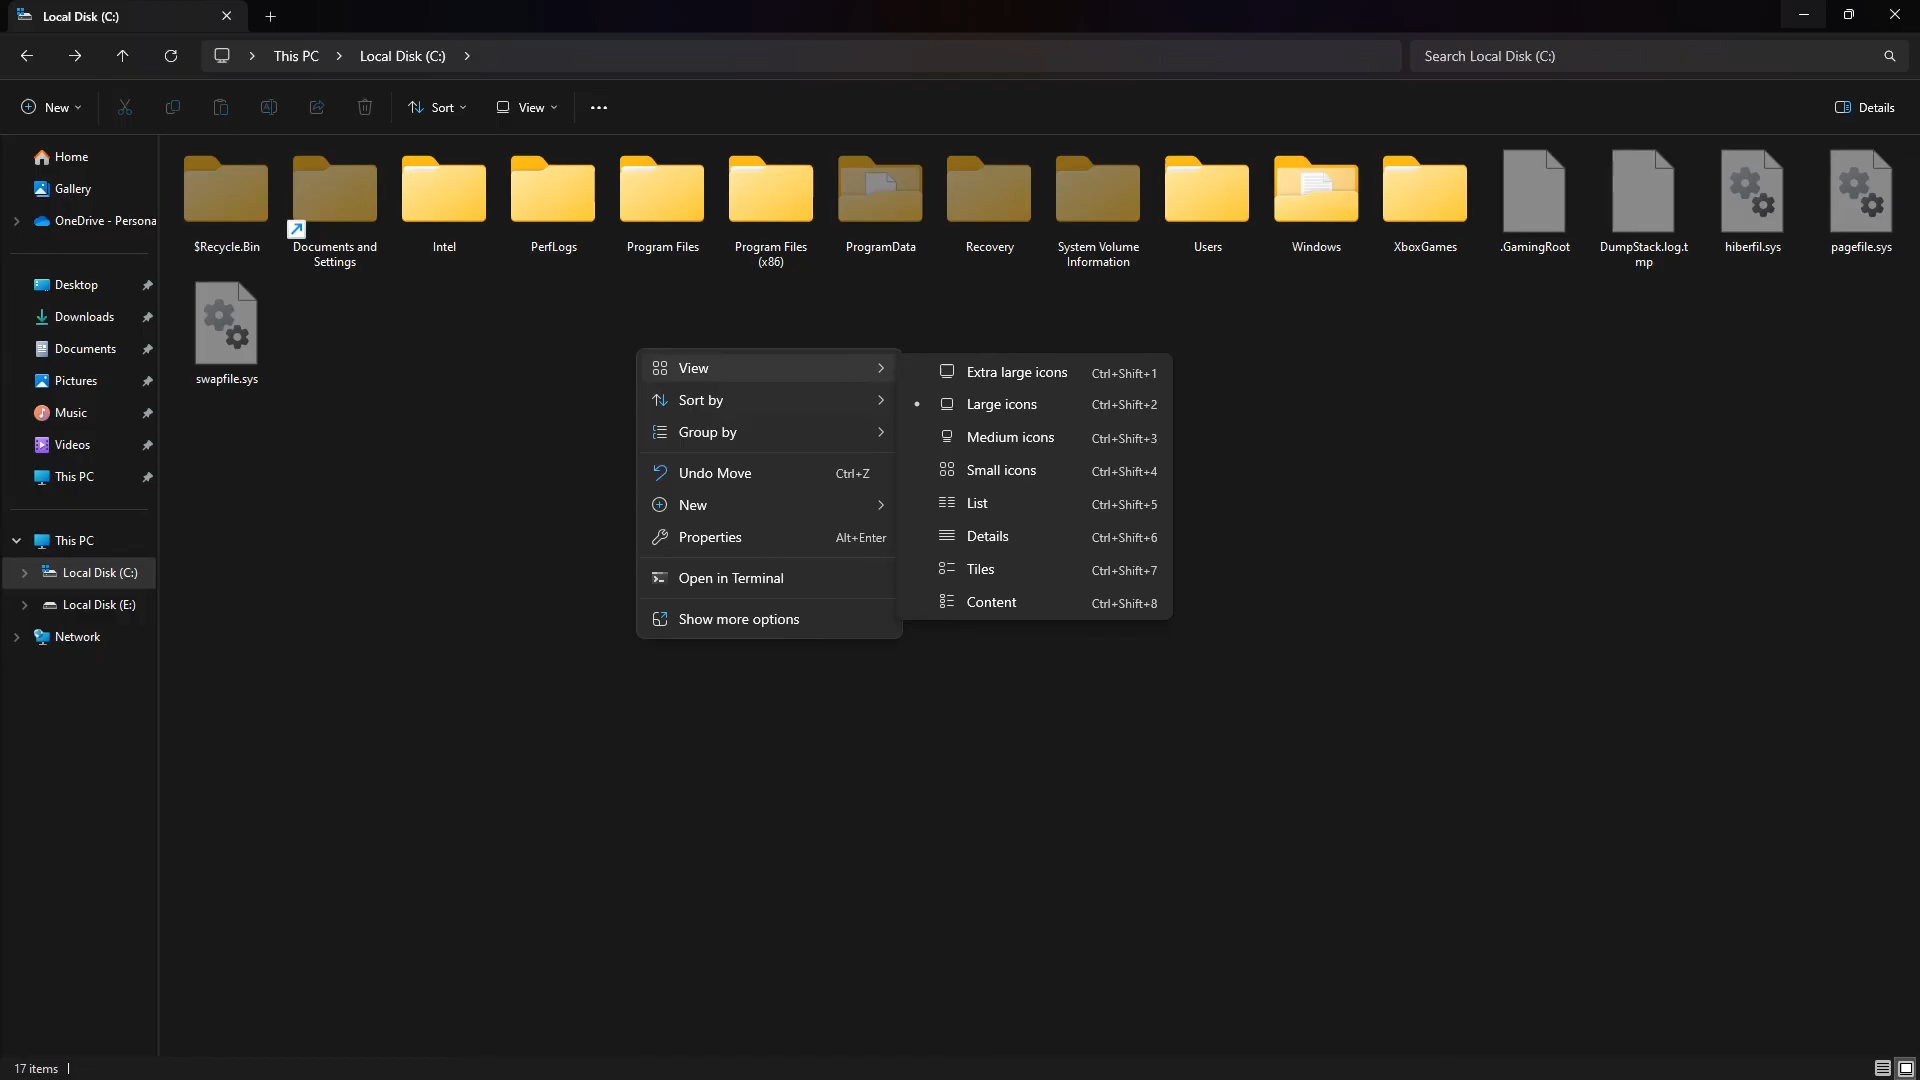 Local Disk (C:)
This PC
Local Disk (C:)
Search Local Disk (C:)
New
Sort
View
Details
Home
Gallery
OneDrive - Persona
Desktop
Downloads
Documents
Pictures
Music
Videos
This PC
This PC
Local Disk (C:)
Local Disk (E:)
Network
$Recycle.Bin
Documents and
Settings
Intel
PerfLogs
Program Files
Program Files
(x86)
ProgramData
Recovery
System Volume
Information
Users
Windows
XboxGames
.GamingRoot
DumpStack.log.t
mp
hiberfil.sys
pagefile.sys
swapfile.sys
View
Sort by
Group by
Undo Move Ctrl+Z
New
Properties Alt+Enter
Open in Terminal
Show more options
Extra large icons Ctrl+Shift+1
Large icons Ctrl+Shift+2
Medium icons Ctrl+Shift+3
Small icons Ctrl+Shift+4
List Ctrl+Shift+5
Details Ctrl+Shift+6
Tiles Ctrl+Shift+7
Content Ctrl+Shift+8
17 items